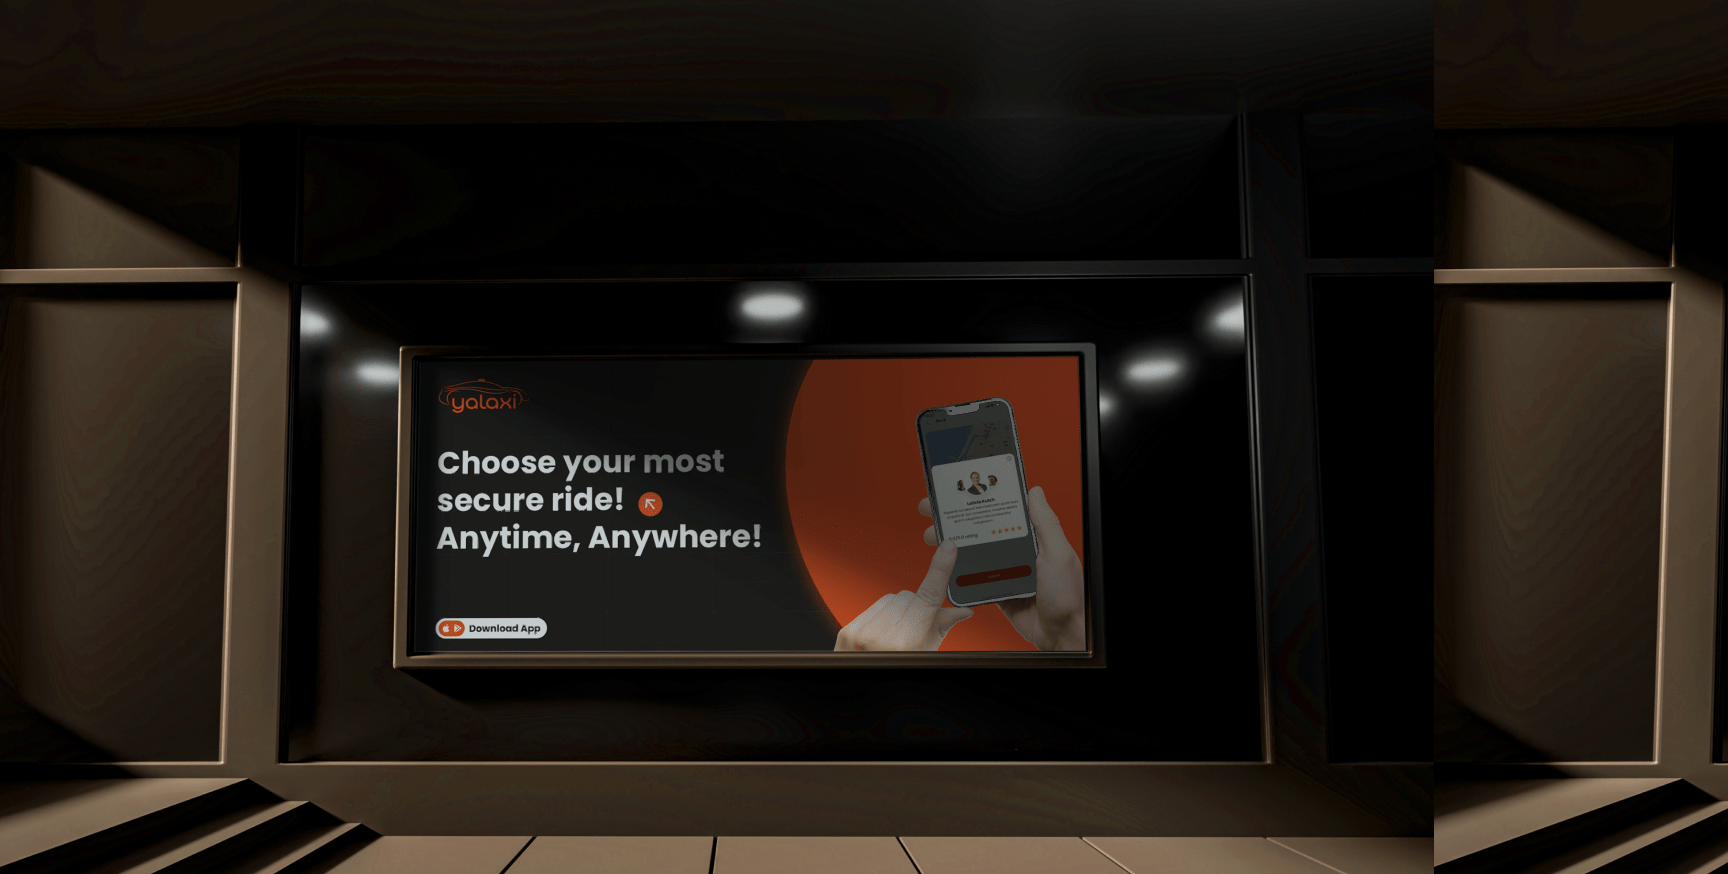 yalaxi
Choose your most
secure ride!
Anytime, Anywhere!
Download App